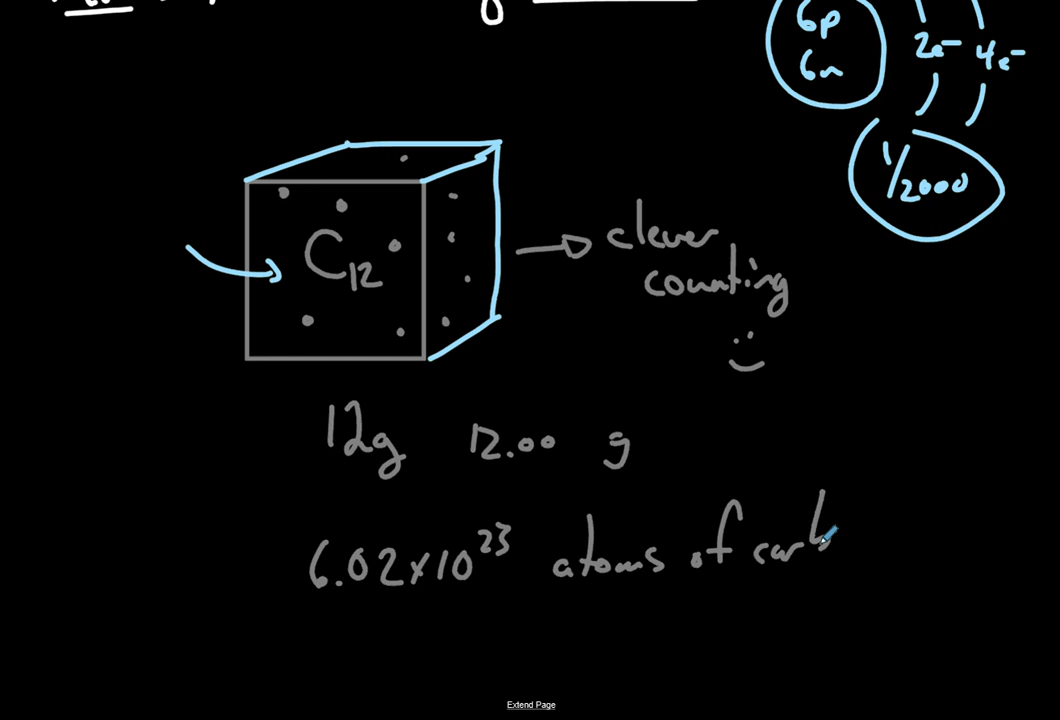 6p
6n
2e⁻ 4e⁻
1/2000
C₁₂
clever
counting
12g 12.00 g
6.02×10²³ atoms of carb
Extend Page